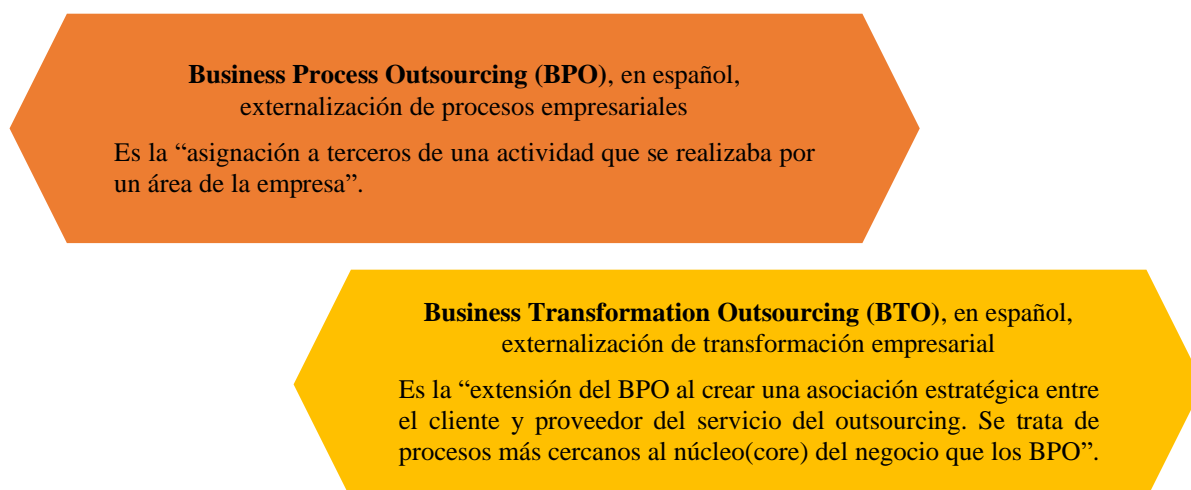 Business Process Outsourcing (BPO), en español,
externalización de procesos empresariales
Es la “asignación a terceros de una actividad que se realizaba por
un área de la empresa”.
Business Transformation Outsourcing (BTO), en español,
externalización de transformación empresarial
Es la “extensión del BPO al crear una asociación estratégica entre
el cliente y proveedor del servicio del outsourcing. Se trata de
procesos más cercanos al núcleo(core) del negocio que los BPO”.